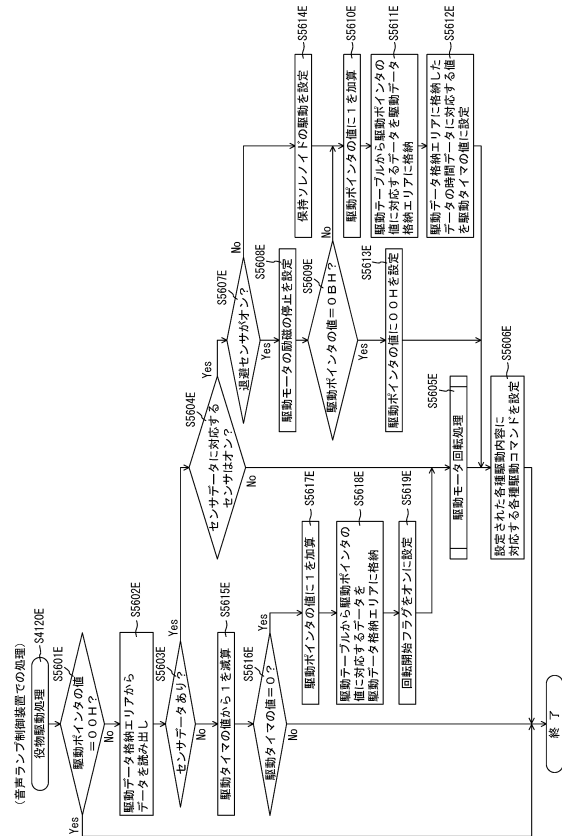 (音声ランプ制御装置での処理)
役物駆動処理
S4120E
S5601E
駆動ポインタの値
=00H?
Yes
No
S5602E
駆動データ格納エリアから
データを読み出し
S5603E
センサデータあり?
Yes
No
S5615E
駆動タイマの値から1を減算
S5616E
駆動タイマの値=0?
Yes
No
S5617E
駆動ポインタの値に1を加算
S5618E
駆動テーブルから駆動ポインタの
値に対応するデータを
駆動データ格納エリアに格納
S5619E
回転開始フラグをオンに設定
S5604E
センサデータに対応する
センサはオン?
Yes
No
S5605E
駆動モータ回転処理
S5606E
設定された各種駆動内容に
対応する各種駆動コマンドを設定
S5607E
退避センサがオン?
No
Yes
S5608E
駆動モータの励磁の停止を設定
S5609E
駆動ポインタの値=0BH?
No
Yes
S5613E
駆動ポインタの値に00Hを設定
S5614E
保持ソレノイドの駆動を設定
S5610E
駆動ポインタの値に1を加算
S5611E
駆動テーブルから駆動ポインタの
値に対応するデータを駆動データ
格納エリアに格納
S5612E
駆動データ格納エリアに格納した
データの時間データに対応する値
を駆動タイマの値に設定
終了